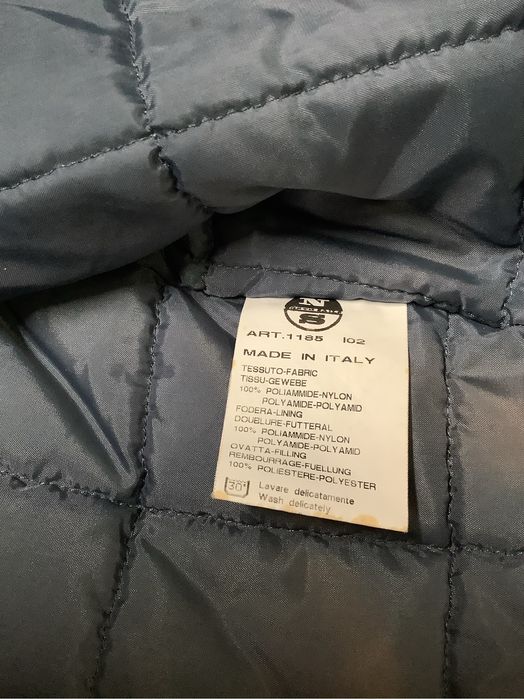 N
S
ART.1185 I02
MADE IN ITALY
TESSUTO-FABRIC
TISSU-GEWEBE
100% POLIAMMIDE-NYLON
POLYAMIDE-POLYAMID
FODERA-LINING
DOUBLURE-FUTTERAL
100% POLIAMMIDE-NYLON
POLYAMIDE-POLYAMID
OVATTA-FILLING
REMBOURRAGE-FUELLUNG
100% POLIESTERE-POLYESTER
30° Lavare delicatamente
Wash delicately